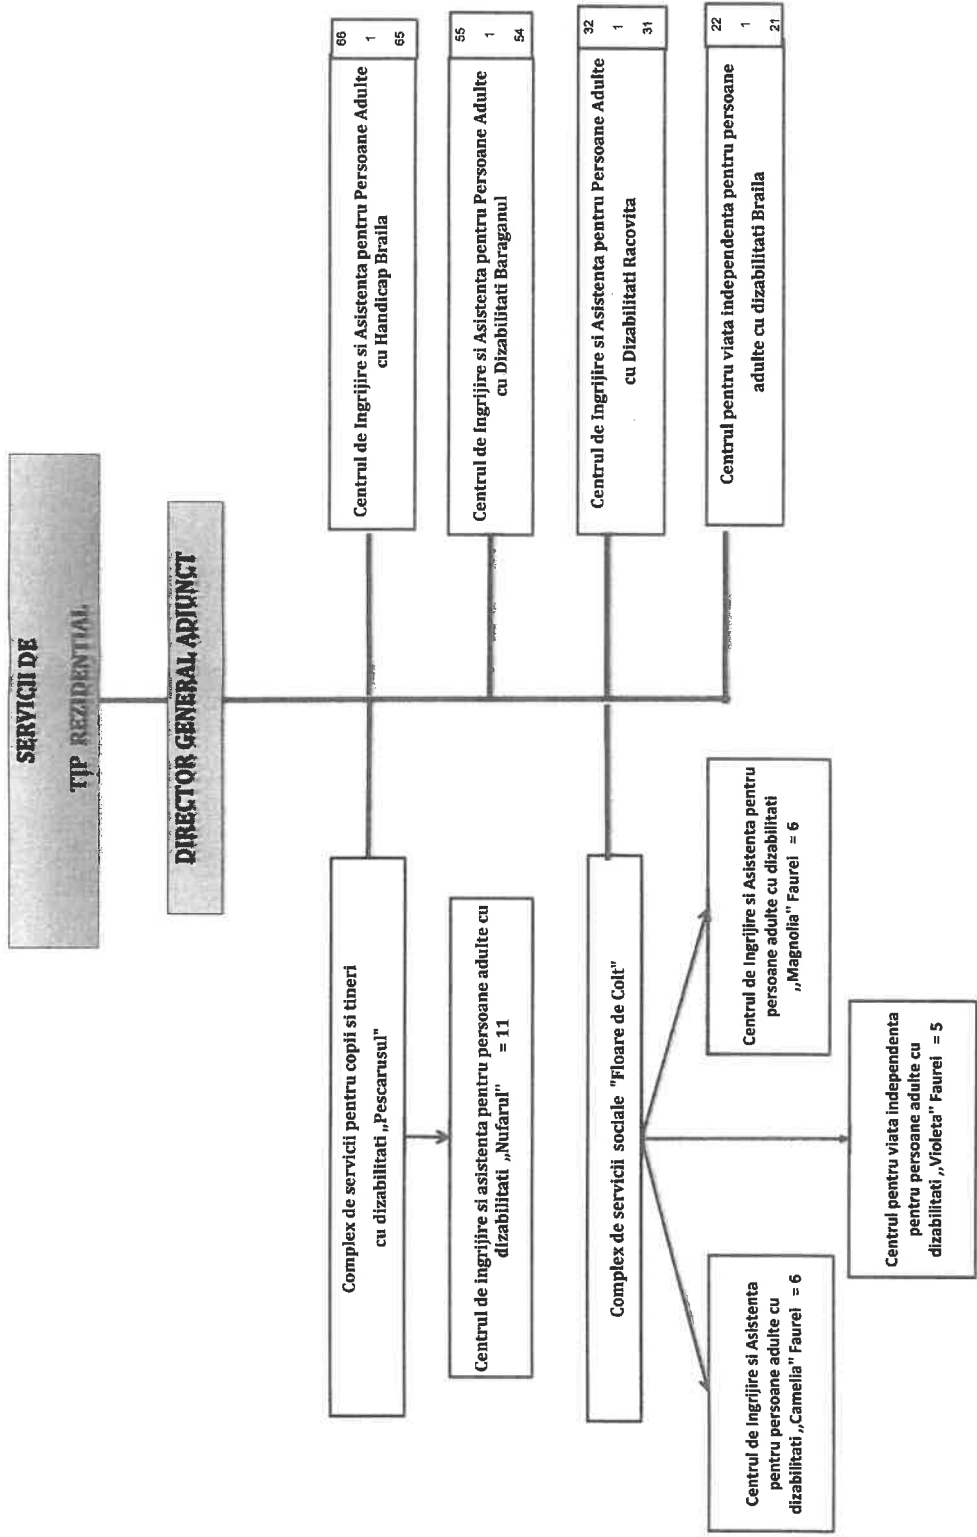 SERVICII DE
TIP REZIDENTIAL
DIRECTOR GENERAL ADJUNCT
Complex de servicii pentru copii si tineri
cu dizabilitati ,,Pescarusul"
Centrul de ingrijire si asistenta pentru persoane adulte cu
dizabilitati ,,Nufarul" = 11
Complex de servicii sociale "Floare de Colt"
Centrul de Ingrijire si Asistenta
pentru persoane adulte cu
dizabilitati ,,Camelia" Faurei = 6
Centrul pentru viata independenta
pentru persoane adulte cu
dizabilitati ,,Violeta" Faurei = 5
Centrul de Ingrijire si Asistenta pentru
persoane adulte cu dizabilitati
,,Magnolia" Faurei = 6
Centrul de Ingrijire si Asistenta pentru Persoane Adulte
cu Handicap Braila
66
1
65
Centrul de Ingrijire si Asistenta pentru Persoane Adulte
cu Dizabilitati Baraganul
55
1
54
Centrul de Ingrijire si Asistenta pentru Persoane Adulte
cu Dizabilitati Racovita
32
1
31
Centrul pentru viata independenta pentru persoane
adulte cu dizabilitati Braila
22
1
21